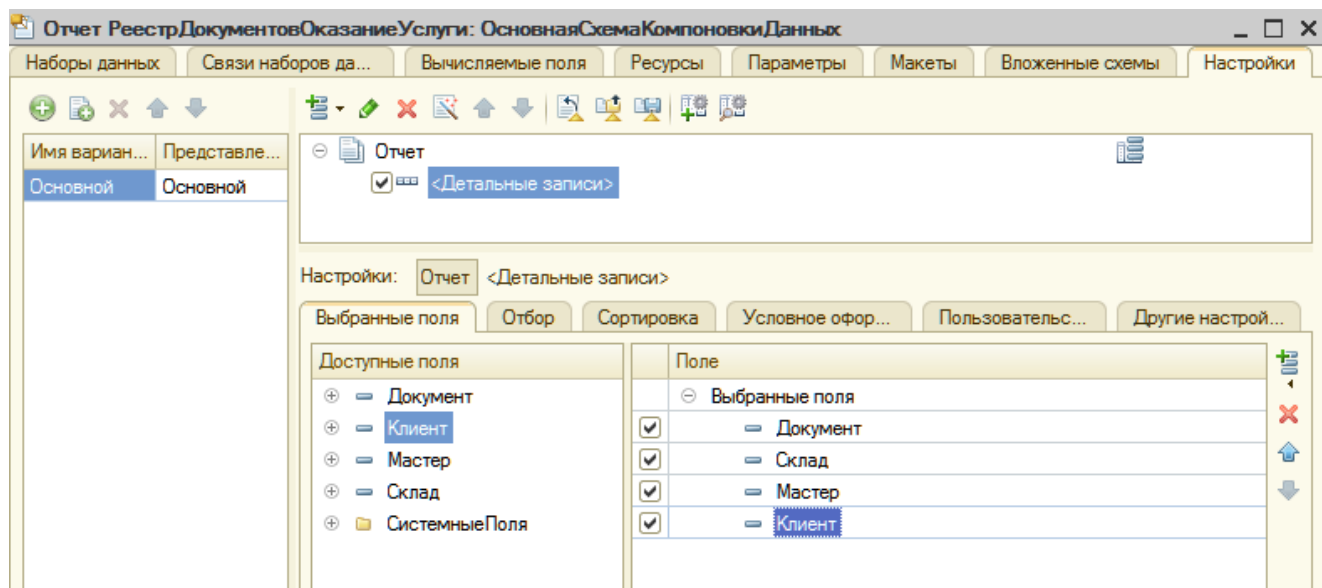 Отчет РеестрДокументовОказаниеУслуги: ОсновнаяСхемаКомпоновкиДанных
Наборы данных Связи наборов да... Вычисляемые поля Ресурсы Параметры Макеты Вложенные схемы Настройки
Имя вариан... Представле...
Основной Основной
Отчет
<Детальные записи>
Настройки: Отчет <Детальные записи>
Выбранные поля Отбор Сортировка Условное офор... Пользовательс... Другие настрой...
Доступные поля Поле
Документ Выбранные поля
Клиент Документ
Мастер Склад
Склад Мастер
СистемныеПоля Клиент